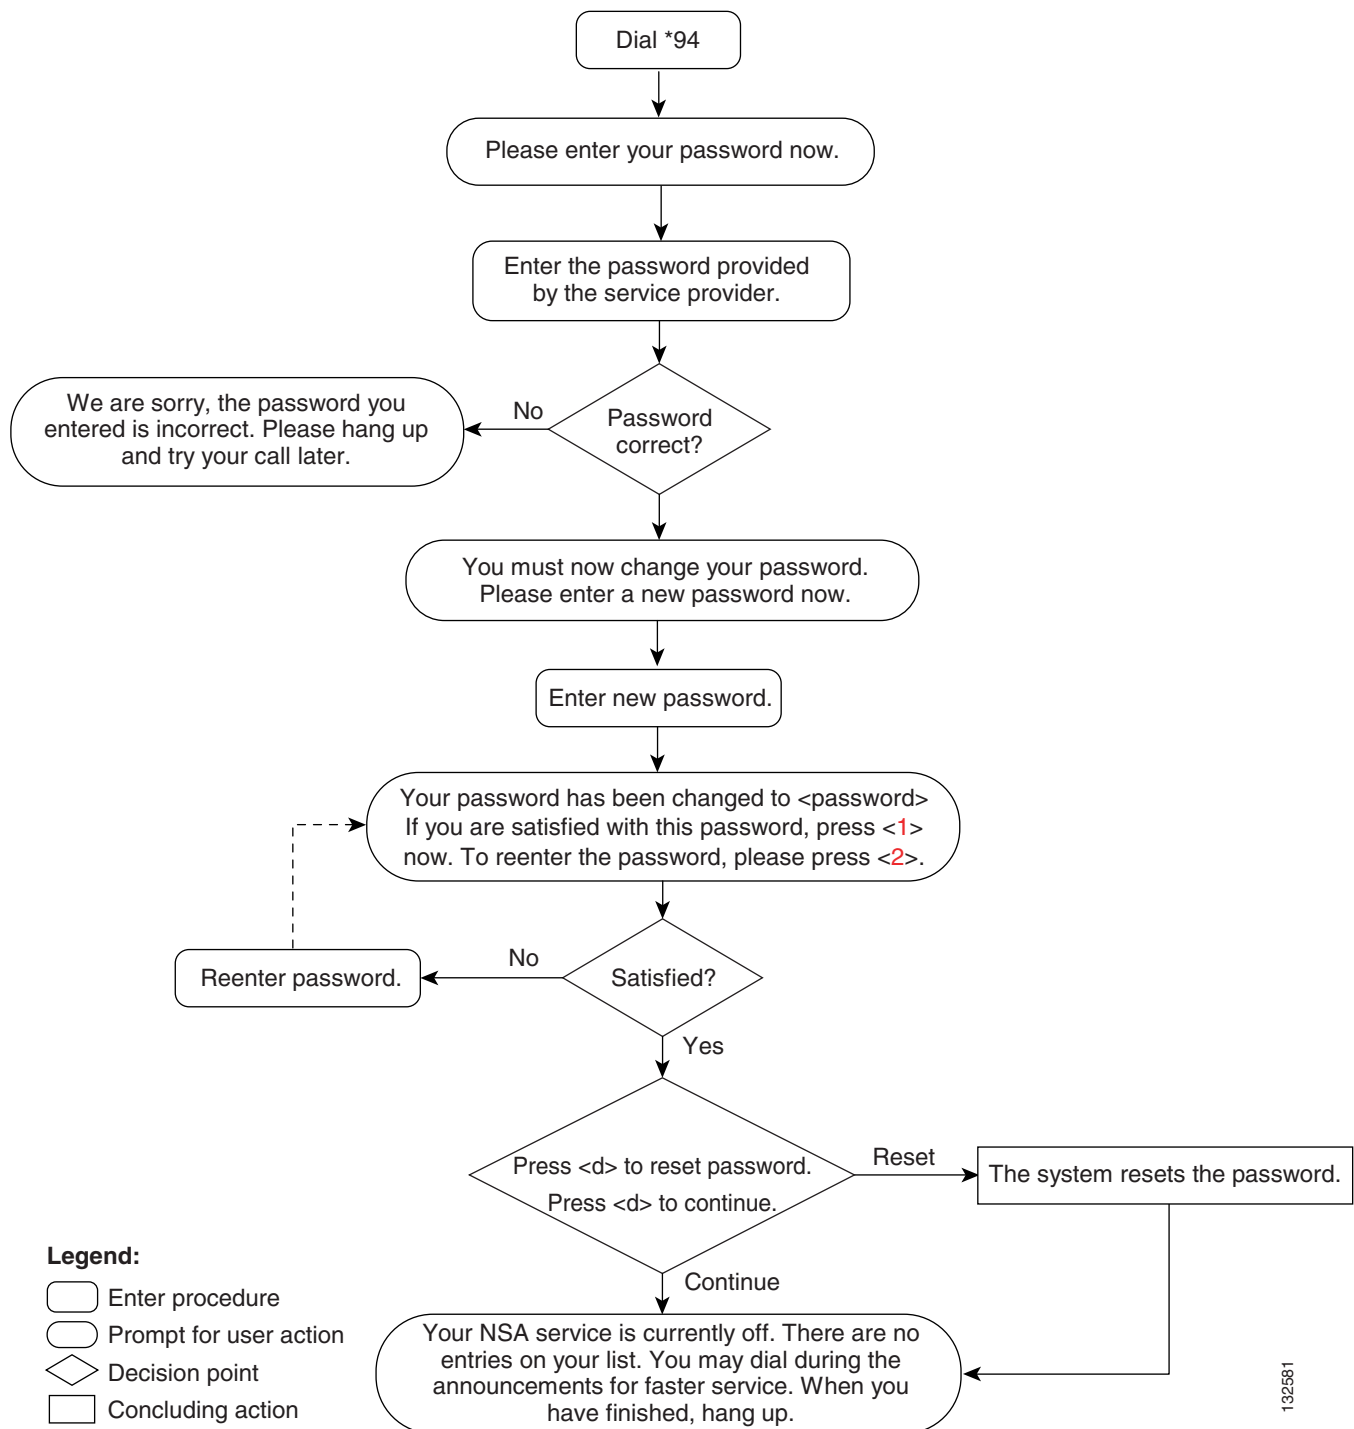 Dial *94
Please enter your password now.
Enter the password provided
by the service provider.
Password
correct?
No
We are sorry, the password you
entered is incorrect. Please hang up
and try your call later.
You must now change your password.
Please enter a new password now.
Enter new password.
Your password has been changed to <password>
If you are satisfied with this password, press <1>
now. To reenter the password, please press <2>.
Satisfied?
No
Reenter password.
Yes
Press <d> to reset password.
Press <d> to continue.
Reset
The system resets the password.
Continue
Your NSA service is currently off. There are no
entries on your list. You may dial during the
announcements for faster service. When you
have finished, hang up.
Legend:
Enter procedure
Prompt for user action
Decision point
Concluding action
132581